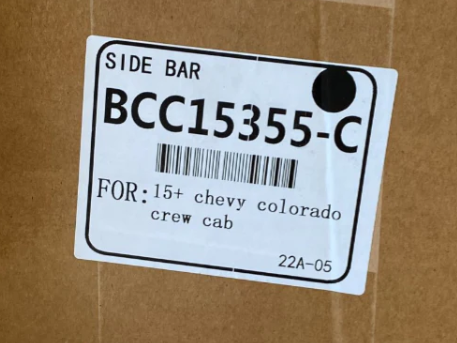 SIDE BAR
BCC15355-C
FOR: 15+ chevy colorado
crew cab
22A-05